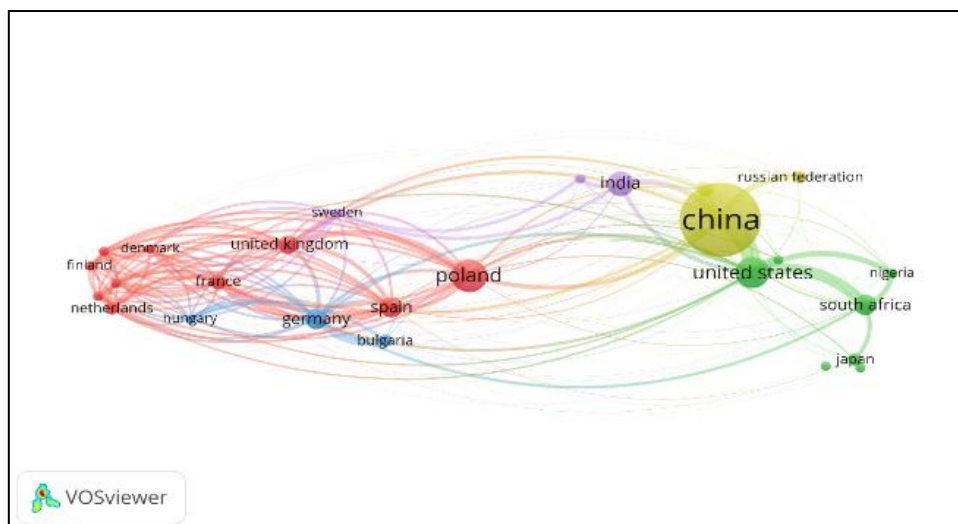 russian federation
india
sweden
china
united kingdom
denmark
finland
france
poland
united states
nigeria
netherlands
hungary
germany
spain
south africa
bulgaria
japan
VOSviewer